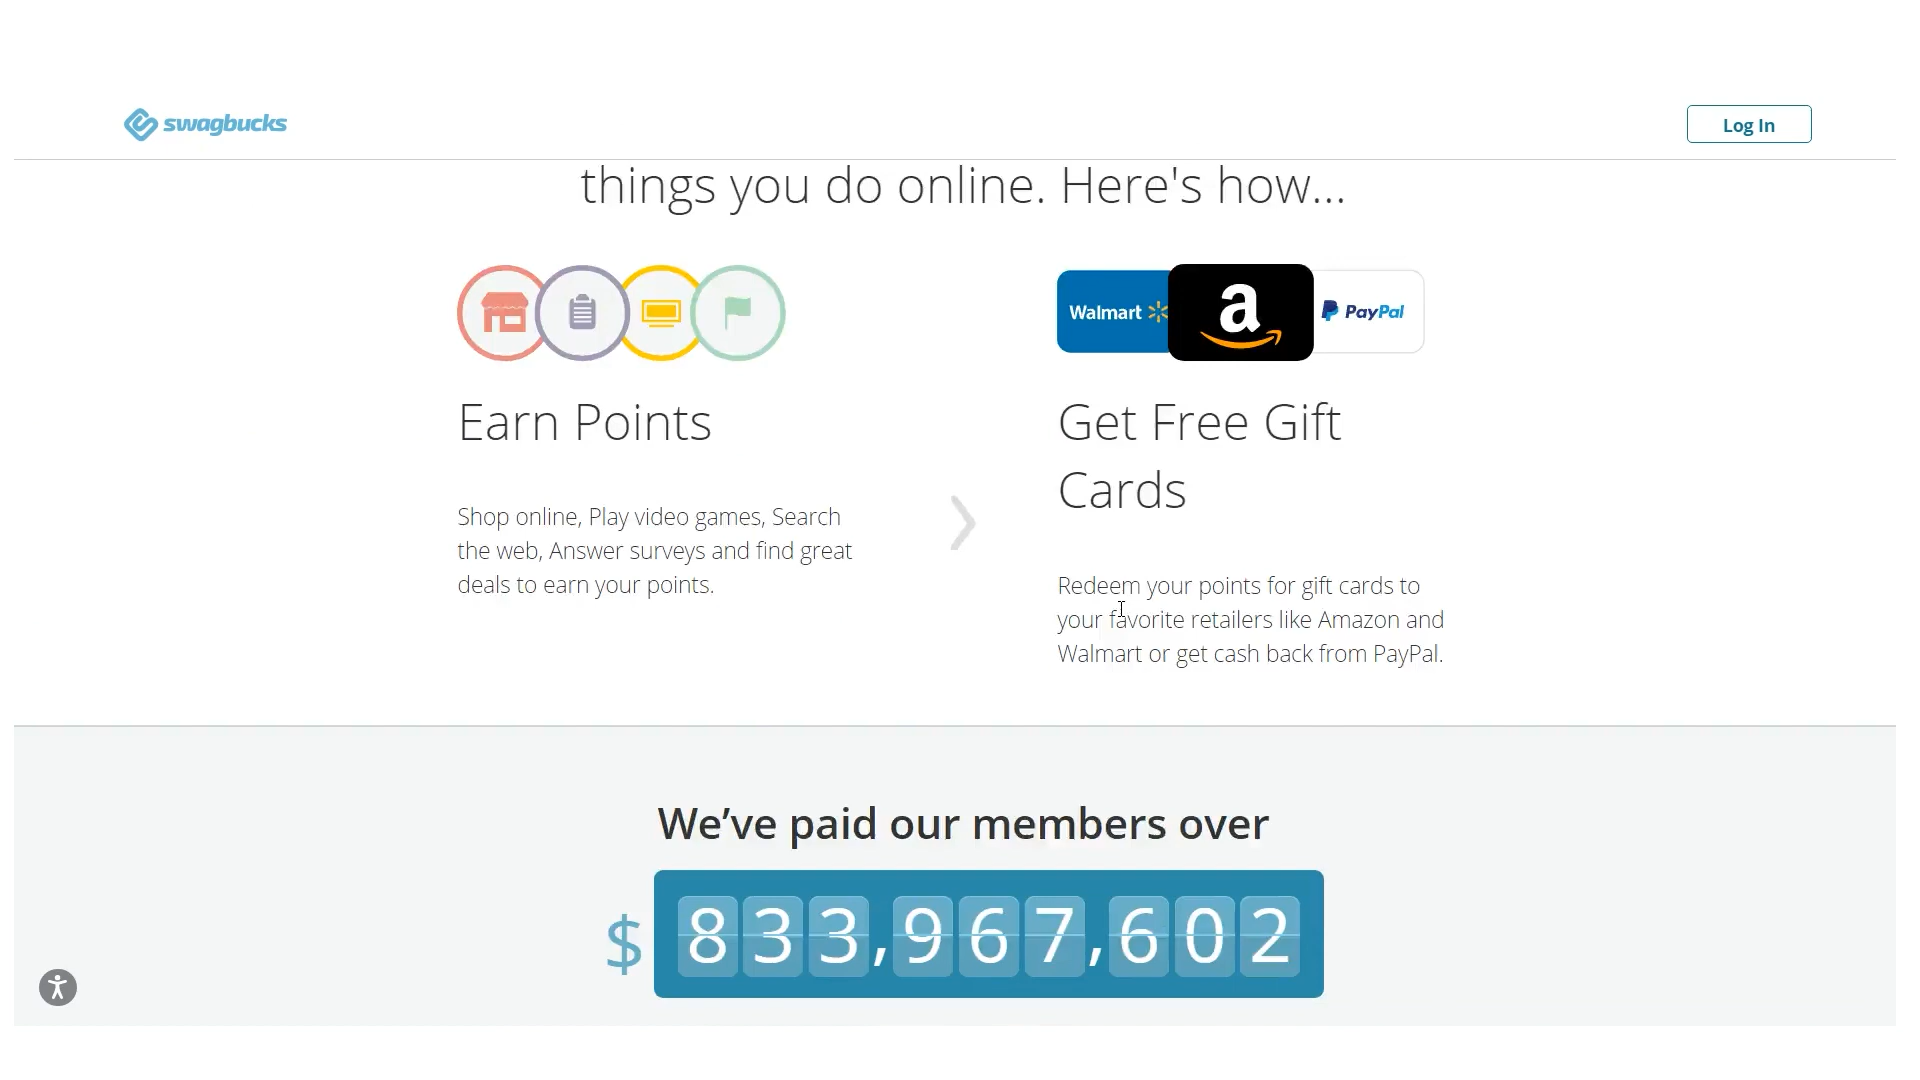 swagbucks
Log In
things you do online. Here's how...
Walmart
a
PayPal
Earn Points
Get Free Gift
Cards
Shop online, Play video games, Search
the web, Answer surveys and find great
deals to earn your points.
Redeem your points for gift cards to
your favorite retailers like Amazon and
Walmart or get cash back from PayPal.
We’ve paid our members over
$ 833,967,602